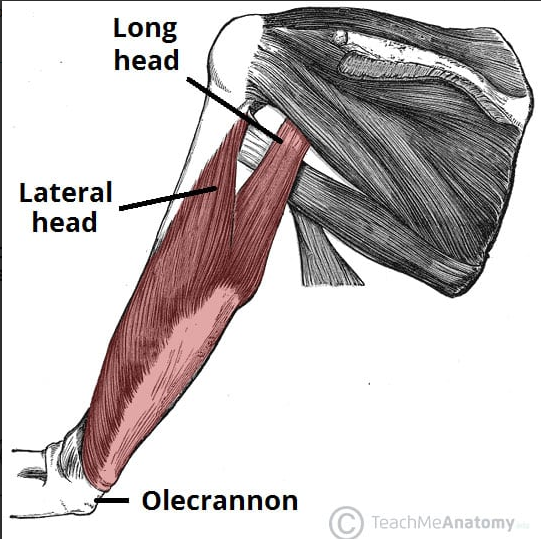 Long
head
Lateral
head
Olecrannon
© TeachMeAnatomy